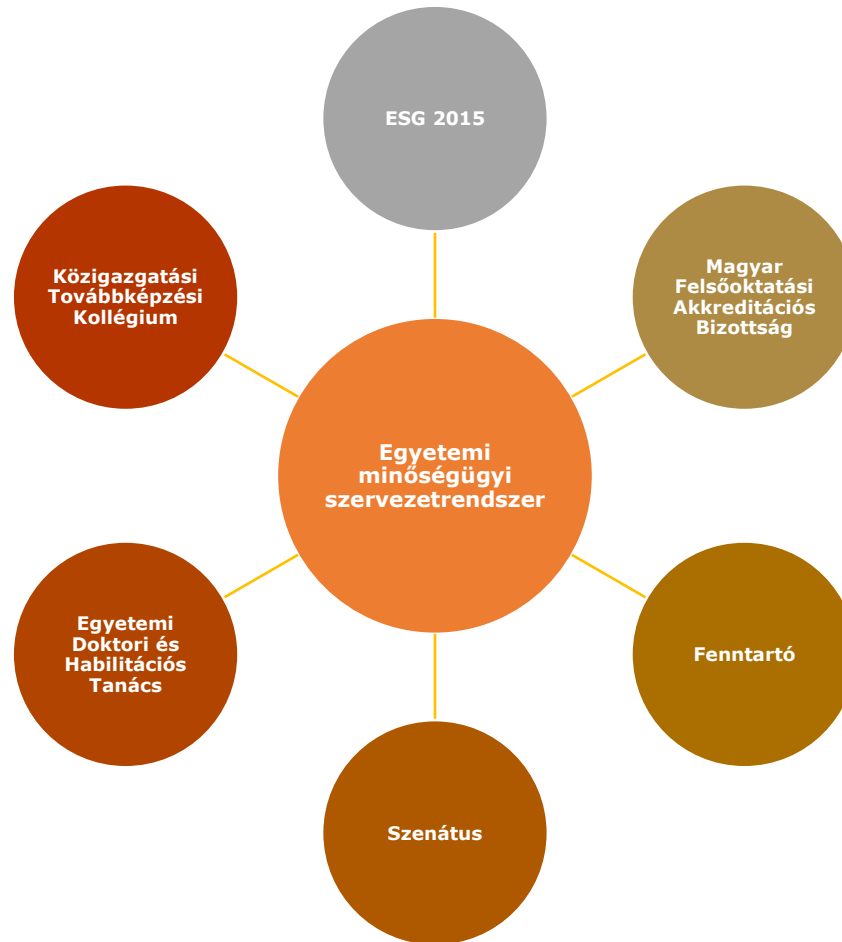 ESG 2015
Közigazgatási
Továbbképzési
Kollégium
Magyar
Felsőoktatási
Akkreditációs
Bizottság
Egyetemi
minőségügyi
szervezetrendszer
Egyetemi
Doktori és
Habilitációs
Tanács
Fenntartó
Szenátus